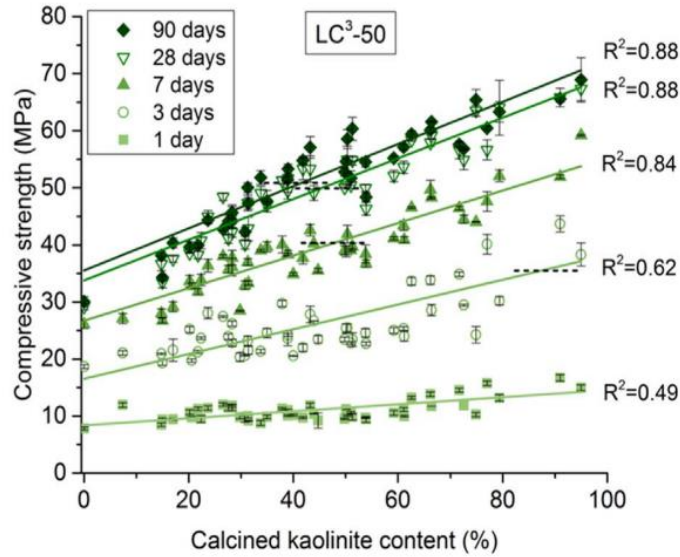 LC³-50
90 days
28 days
7 days
3 days
1 day
R²=0.88
R²=0.88
R²=0.84
R²=0.62
R²=0.49
Compressive strength (MPa)
80
70
60
50
40
30
20
10
0
0
20
40
60
80
100
Calcined kaolinite content (%)